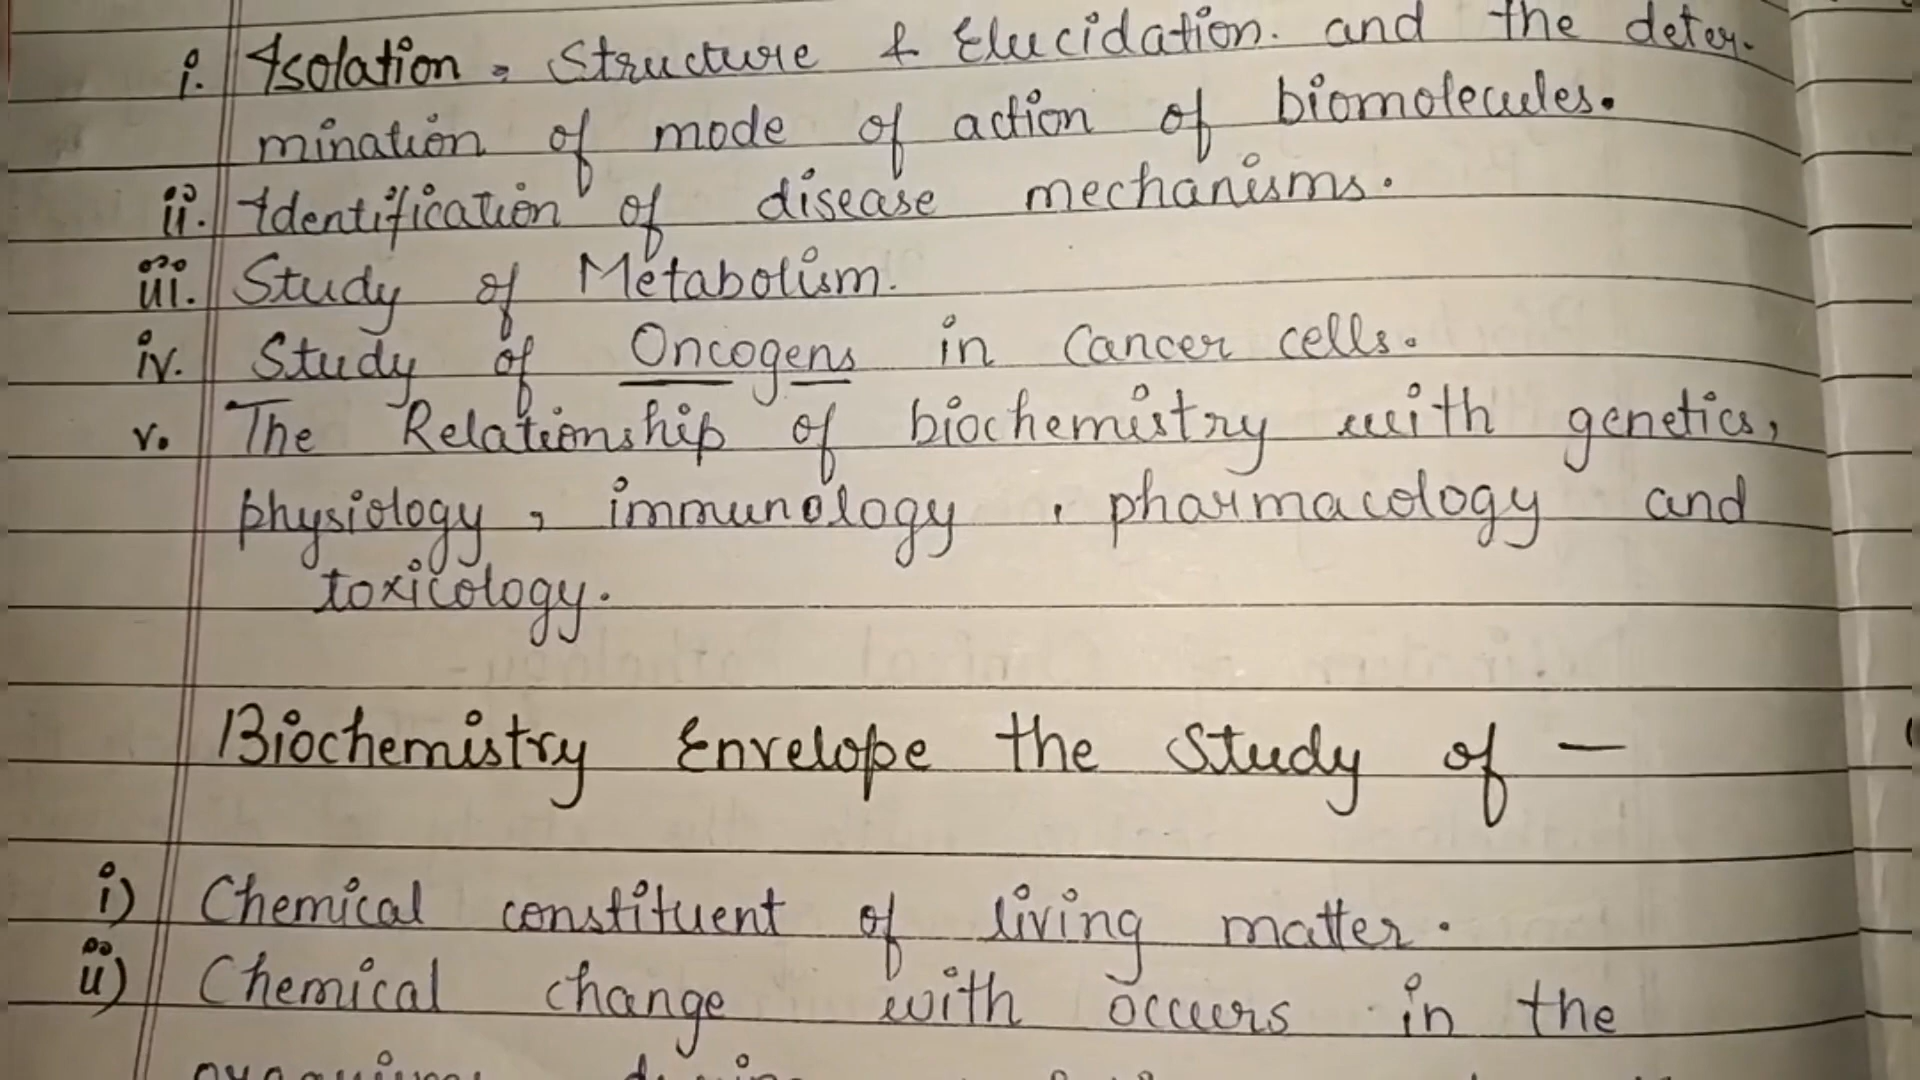 i. Isolation, Structure & Elucidation. and the deter-
mination of mode of action of biomolecules.
ii. Identification of disease mechanisms.
iii. Study of Metabolism.
iv. Study of Oncogens in Cancer cells.
v. The Relationship of biochemistry with genetics,
physiology, immunology, pharmacology and
toxicology.
Biochemistry Envelope the Study of —
i) Chemical constituent of living matter.
ii) Chemical change with occurs in the